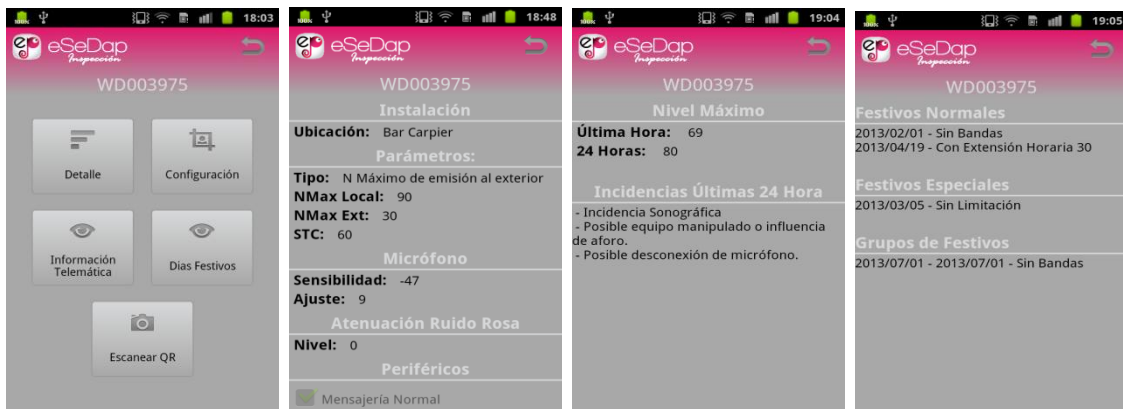 100% 18:03
eSeDap
Inspección
WD003975
Detalle
Configuración
Información
Telemática
Dias Festivos
Escanear QR
100% 18:48
eSeDap
Inspección
WD003975
Instalación
Ubicación: Bar Carpier
Parámetros:
Tipo: N Máximo de emisión al exterior
NMax Local: 90
NMax Ext: 30
STC: 60
Micrófono
Sensibilidad: -47
Ajuste: 9
Atenuación Ruido Rosa
Nivel: 0
Periféricos
Mensajería Normal
100% 19:04
eSeDap
Inspección
WD003975
Nivel Máximo
Última Hora: 69
24 Horas: 80
Incidencias Últimas 24 Hora
- Incidencia Sonográfica
- Posible equipo manipulado o influencia
de aforo.
- Posible desconexión de micrófono.
100% 19:05
eSeDap
Inspección
WD003975
Festivos Normales
2013/02/01 - Sin Bandas
2013/04/19 - Con Extensión Horaria 30
Festivos Especiales
2013/03/05 - Sin Limitación
Grupos de Festivos
2013/07/01 - 2013/07/01 - Sin Bandas